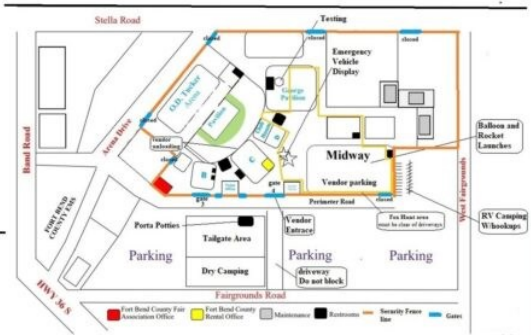 Stella Road
Testing
closed
closed
closed
Emergency
Vehicle
Display
O.D. Tucker
Arena
George
Pavilion
Pavilion
Band Road
Arena Drive
closed
Vendor
unloading
closed
B
C
D
Midway
Vendor parking
Balloon and
Rocket
Launches
West Fairgrounds
FORT BEND
COUNTY EMS
gate
gate
closed
Perimeter Road
Porta Potties
Vendor
Entrace
Fox Hunt area
must be clear of driveways
RV Camping
W/hookups
Tailgate Area
Parking
Parking
Parking
Dry Camping
driveway
Do not block
HWY 36 S
Fairgrounds Road
Fort Bend County Fair
Association Office
Fort Bend County
Rental Office
Maintenance
Restrooms
Security Fence
line
Gates